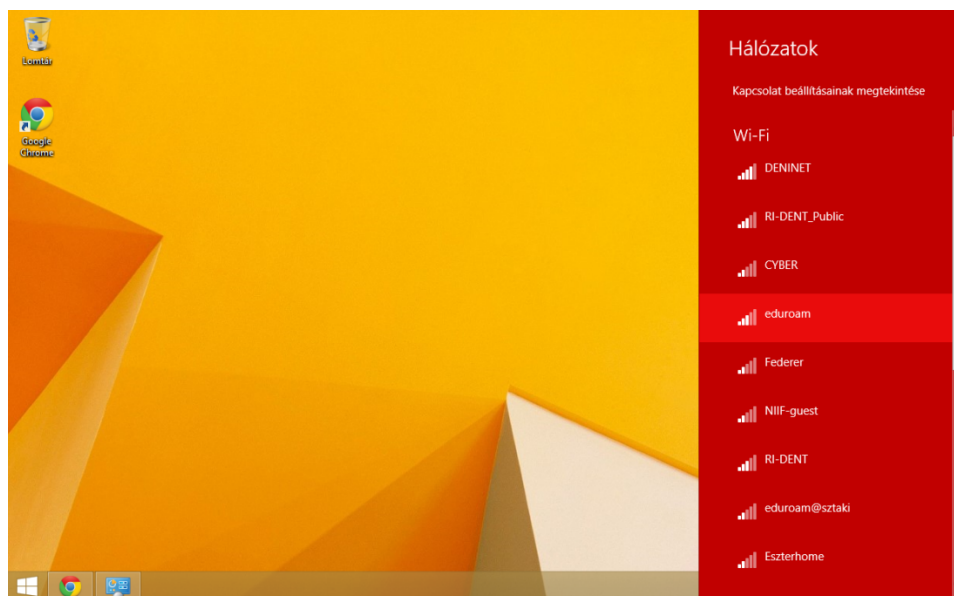 Lomtár
Google
Chrome
Hálózatok
Kapcsolat beállításainak megtekintése
Wi-Fi
DENINET
RI-DENT_Public
CYBER
eduroam
Federer
NIIF-guest
RI-DENT
eduroam@sztaki
Eszterhome